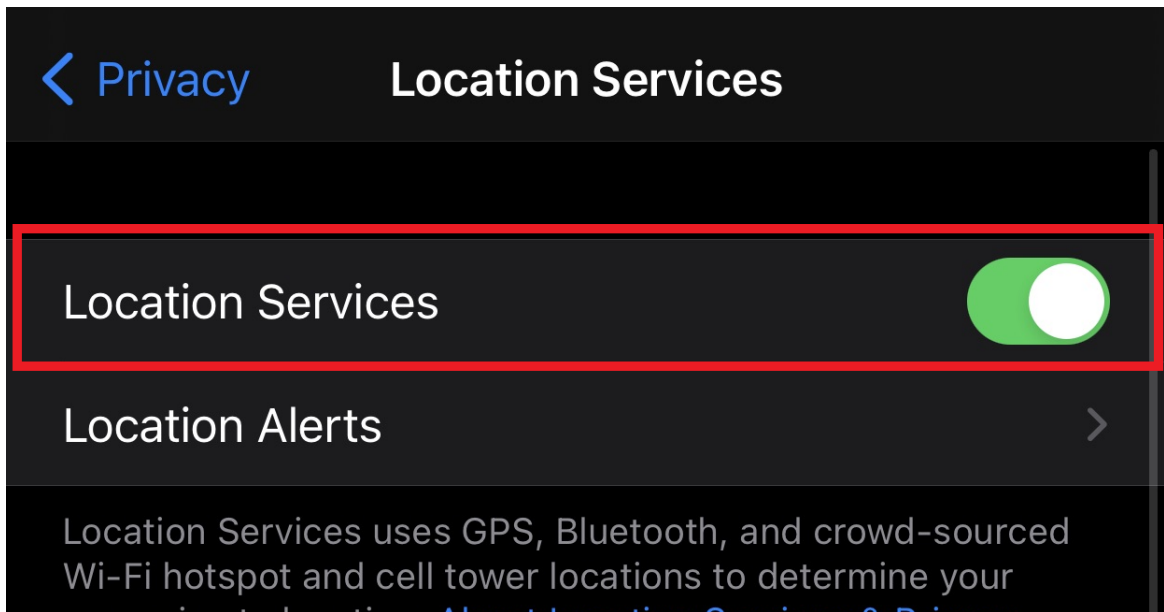 Privacy Location Services
Location Services
Location Alerts
Location Services uses GPS, Bluetooth, and crowd-sourced
Wi-Fi hotspot and cell tower locations to determine your